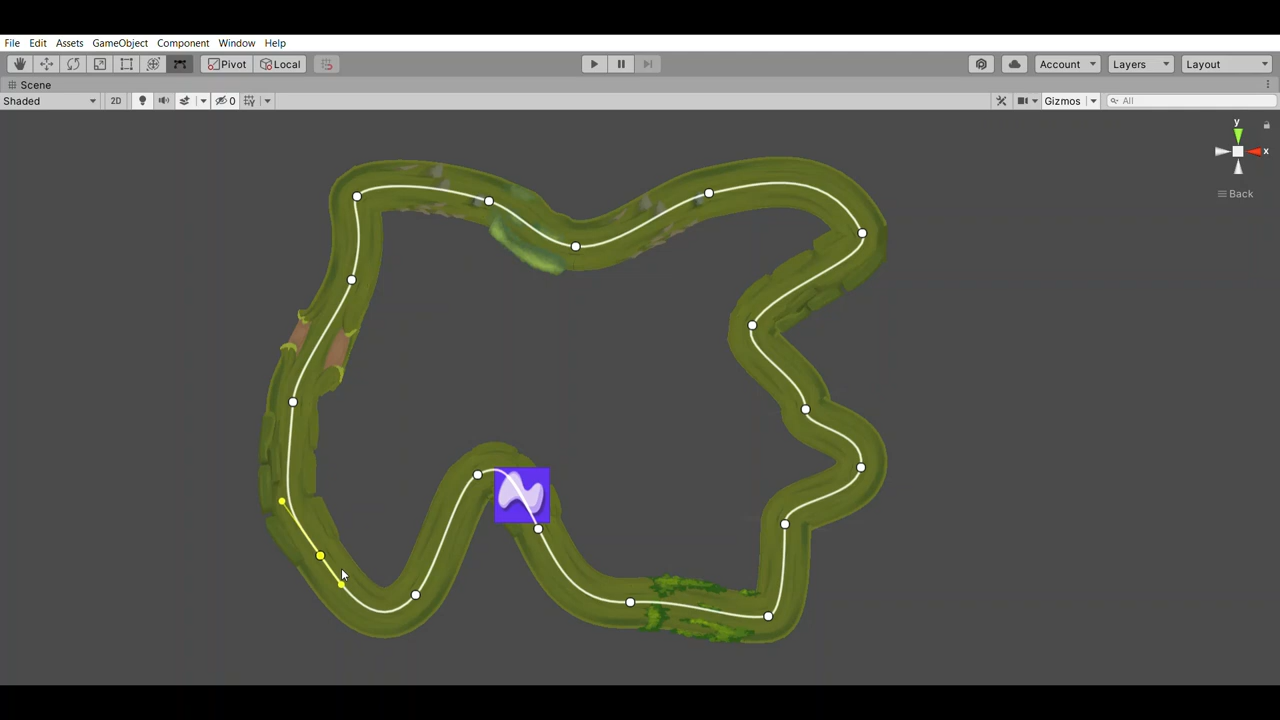 File Edit Assets GameObject Component Window Help
Pivot Local Account Layers Layout
Scene
Shaded 2D 0 Gizmos All
y
x
Back